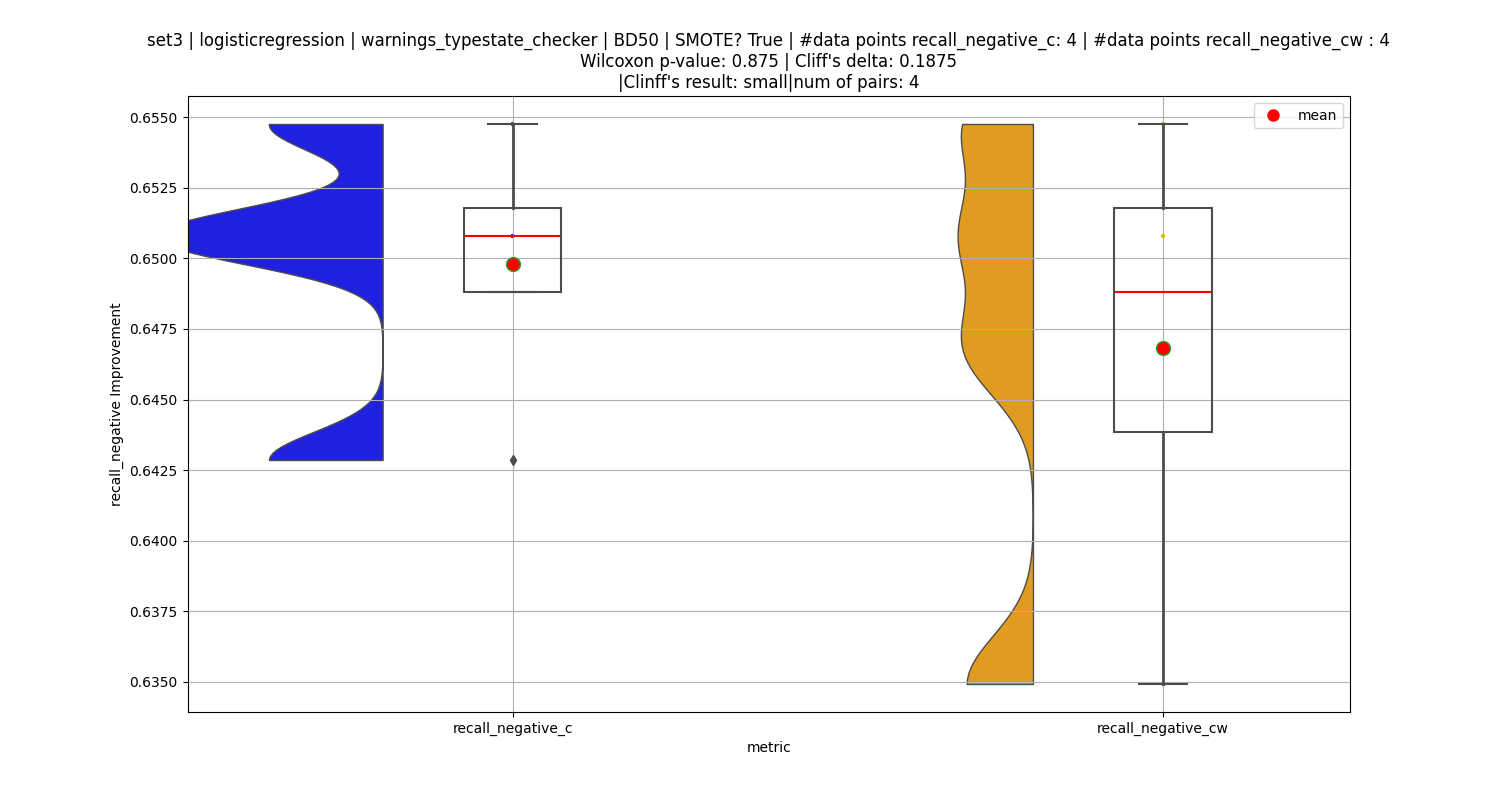 set3 | logisticregression | warnings_typestate_checker | BD50 | SMOTE? True | #data points recall_negative_c: 4 | #data points recall_negative_cw : 4
Wilcoxon p-value: 0.875 | Cliff's delta: 0.1875
|Clinff's result: small|num of pairs: 4
mean
0.6550
0.6525
0.6500
0.6475
0.6450
0.6425
0.6400
0.6375
0.6350
recall_negative Improvement
recall_negative_c
recall_negative_cw
metric